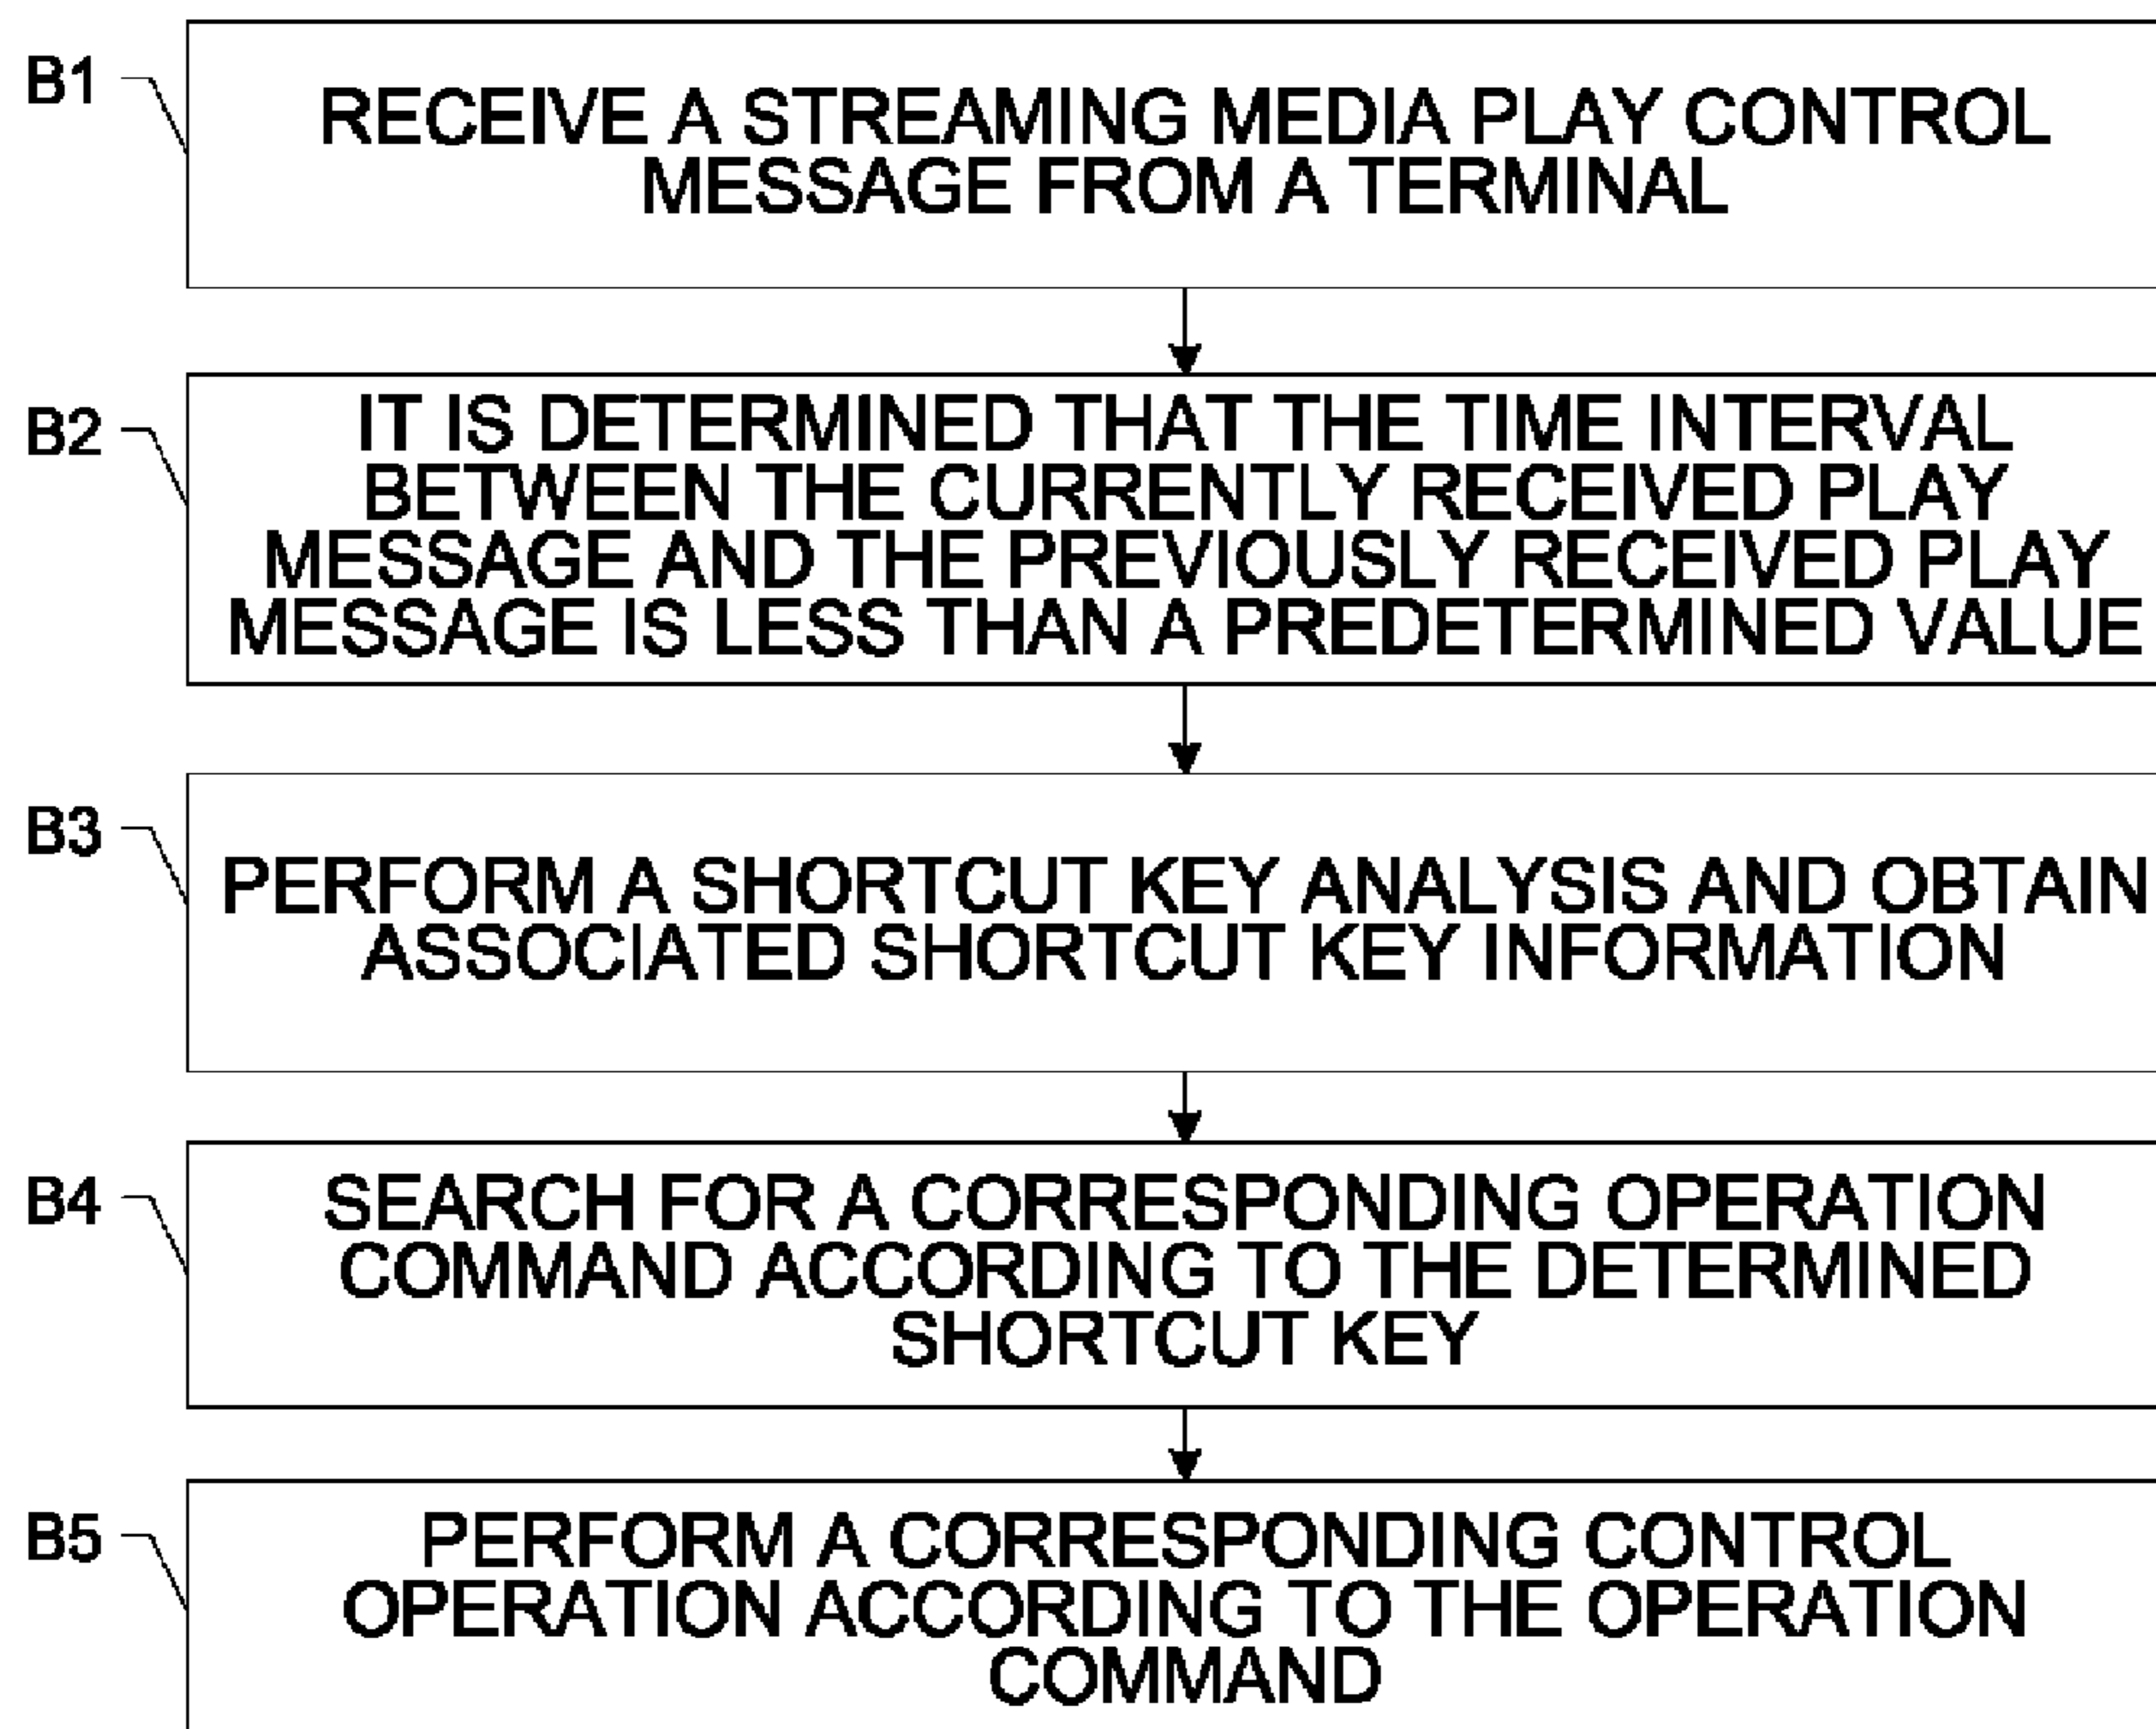 B1
RECEIVE A STREAMING MEDIA PLAY CONTROL
MESSAGE FROM A TERMINAL
B2
IT IS DETERMINED THAT THE TIME INTERVAL
BETWEEN THE CURRENTLY RECEIVED PLAY
MESSAGE AND THE PREVIOUSLY RECEIVED PLAY
MESSAGE IS LESS THAN A PREDETERMINED VALUE
B3
PERFORM A SHORTCUT KEY ANALYSIS AND OBTAIN
ASSOCIATED SHORTCUT KEY INFORMATION
B4
SEARCH FOR A CORRESPONDING OPERATION
COMMAND ACCORDING TO THE DETERMINED
SHORTCUT KEY
B5
PERFORM A CORRESPONDING CONTROL
OPERATION ACCORDING TO THE OPERATION
COMMAND